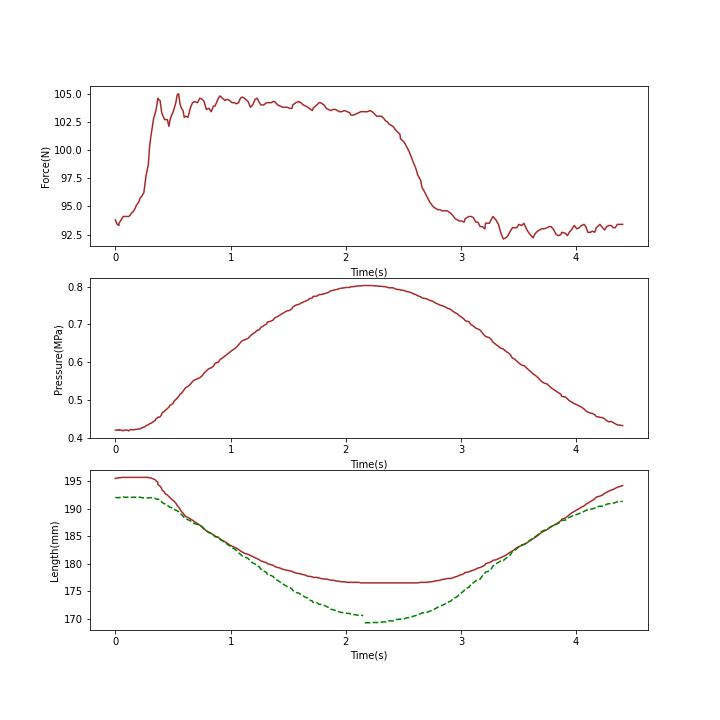 105.0
102.5
100.0
97.5
95.0
92.5
Force(N)
0 1 2 3 4
Time(s)
0.8
0.7
0.6
0.5
0.4
Pressure(MPa)
0 1 2 3 4
Time(s)
195
190
185
180
175
170
Length(mm)
0 1 2 3 4
Time(s)